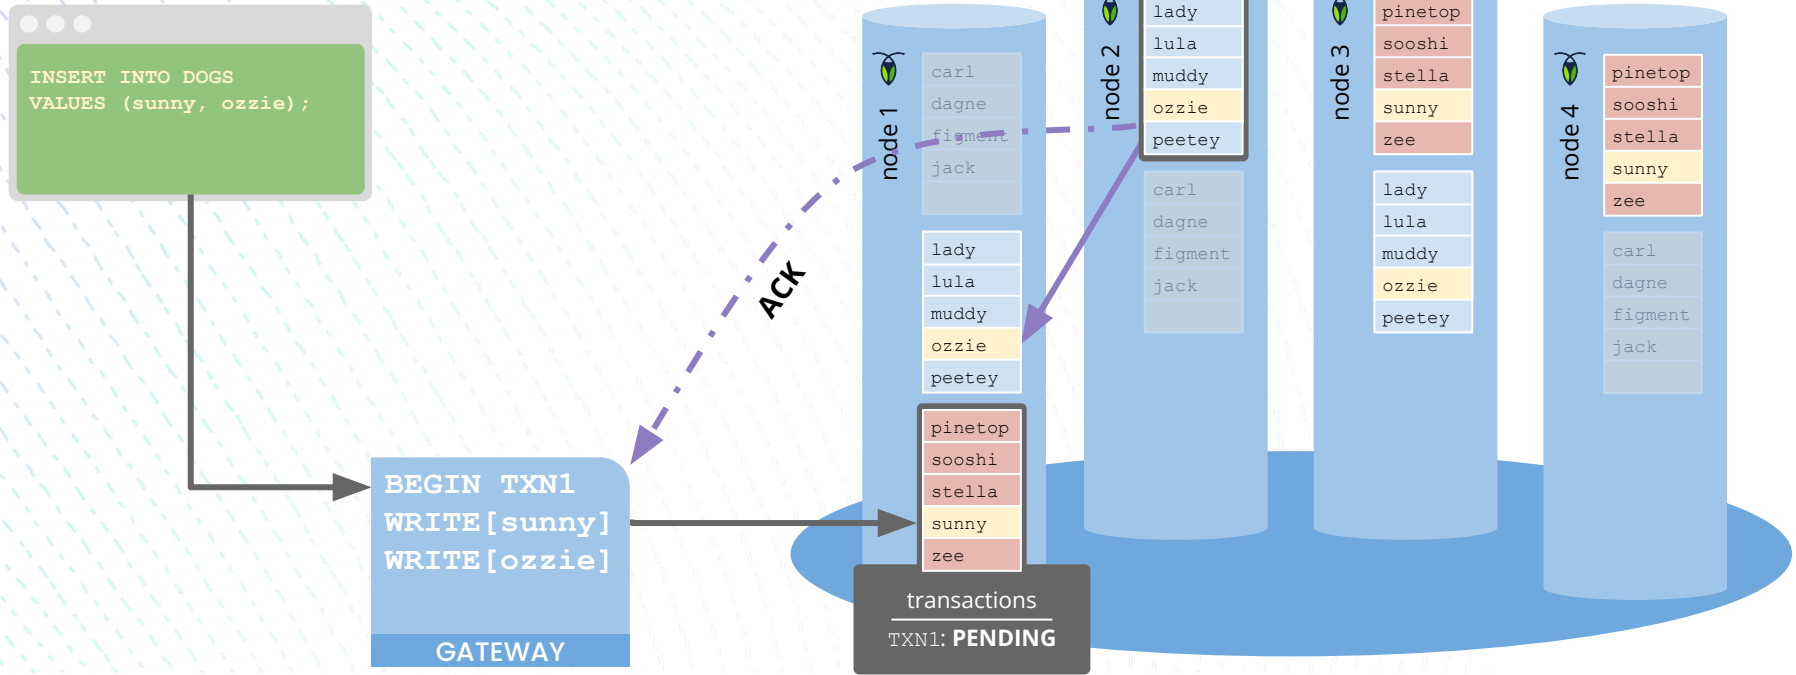 INSERT INTO DOGS
VALUES (sunny, ozzie);
BEGIN TXN1
WRITE[sunny]
WRITE[ozzie]
GATEWAY
ACK
node 1
carl
dagne
figment
jack
lady
lula
muddy
ozzie
peetey
pinetop
sooshi
stella
sunny
zee
transactions
TXN1: PENDING
node 2
lady
lula
muddy
ozzie
peetey
carl
dagne
figment
jack
node 3
pinetop
sooshi
stella
sunny
zee
lady
lula
muddy
ozzie
peetey
node 4
pinetop
sooshi
stella
sunny
zee
carl
dagne
figment
jack